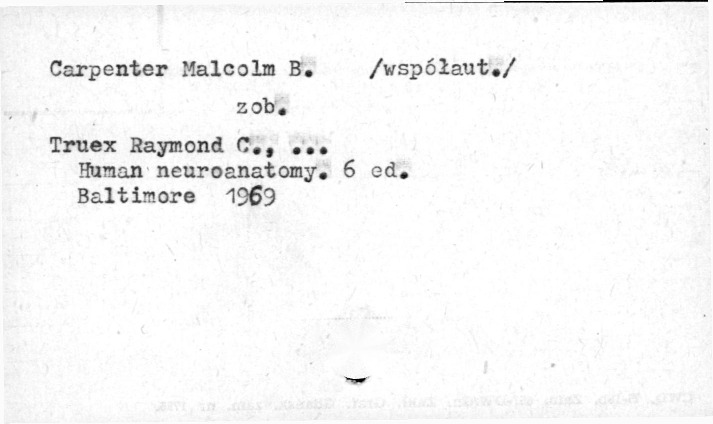 Carpenter Malcolm B. /współaut./
zob.
Truex Raymond C., ...
Human neuroanatomy. 6 ed.
Baltimore 1969